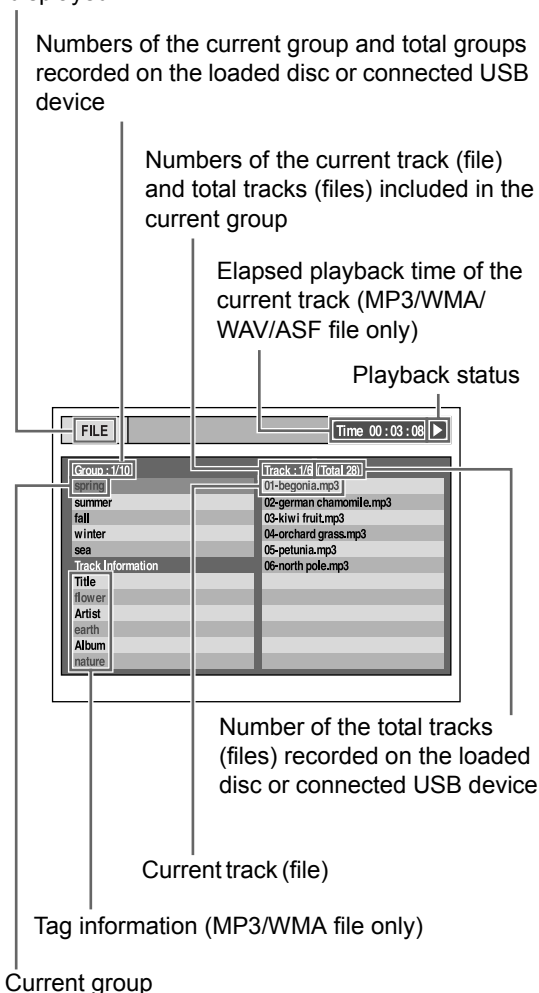 Numbers of the current group and total groups
recorded on the loaded disc or connected USB
device
Numbers of the current track (file)
and total tracks (files) included in the
current group
Elapsed playback time of the
current track (MP3/WMA/
WAV/ASF file only)
Playback status
FILE
Time 00:03:08
Group : 1/10
Track : 1/6 (Total 28)
spring
01-begonia.mp3
summer
02-german chamomile.mp3
fall
03-kiwi fruit.mp3
winter
04-orchard grass.mp3
sea
05-petunia.mp3
Track Information
06-north pole.mp3
Title
flower
Artist
earth
Album
nature
Number of the total tracks
(files) recorded on the loaded
disc or connected USB device
Current track (file)
Tag information (MP3/WMA file only)
Current group